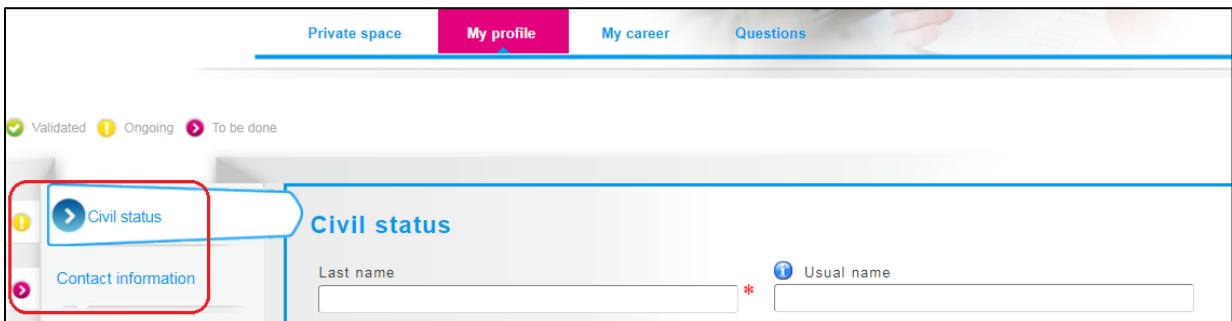 Private space My profile My career Questions
Validated Ongoing To be done
Civil status
Contact information
Civil status
Last name * Usual name